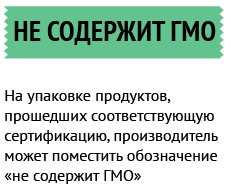 НЕ СОДЕРЖИТ ГМО
На упаковке продуктов,
прошедших соответствующую
сертификацию, производитель
может поместить обозначение
«не содержит ГМО»